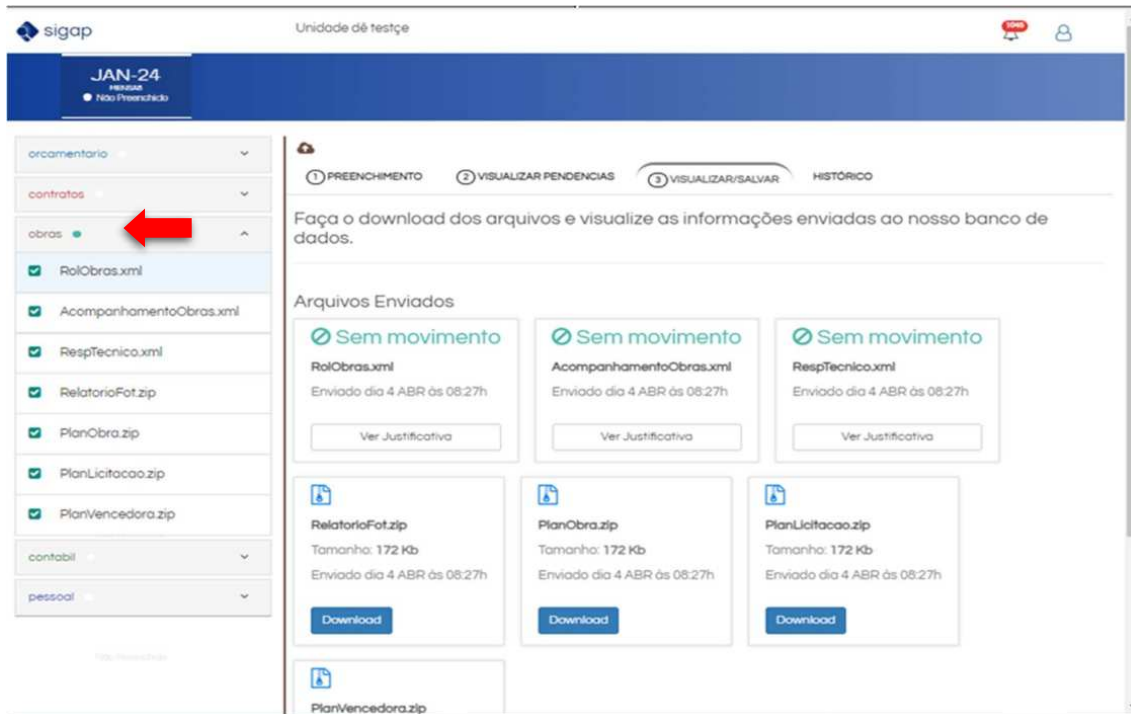 sigap
Unidade dê testçe
JAN-24
MENSAL
Não Preenchido
orcamentario
contratos
obras
RolObras.xml
AcompanhamentoObras.xml
RespTecnico.xml
RelatorioFot.zip
PlanObra.zip
PlanLicitacao.zip
PlanVencedora.zip
contabil
pessoal
1 PREENCHIMENTO
2 VISUALIZAR PENDENCIAS
3 VISUALIZAR/SALVAR
HISTÓRICO
Faça o download dos arquivos e visualize as informações enviadas ao nosso banco de
dados.
Arquivos Enviados
Sem movimento
RolObras.xml
Enviado dia 4 ABR às 08:27h
Ver Justificativa
Sem movimento
AcompanhamentoObras.xml
Enviado dia 4 ABR às 08:27h
Ver Justificativa
Sem movimento
RespTecnico.xml
Enviado dia 4 ABR às 08:27h
Ver Justificativa
RelatorioFot.zip
Tamanho: 172 Kb
Enviado dia 4 ABR às 08:27h
Download
PlanObra.zip
Tamanho: 172 Kb
Enviado dia 4 ABR às 08:27h
Download
PlanLicitacao.zip
Tamanho: 172 Kb
Enviado dia 4 ABR às 08:27h
Download
PlanVencedora.zip